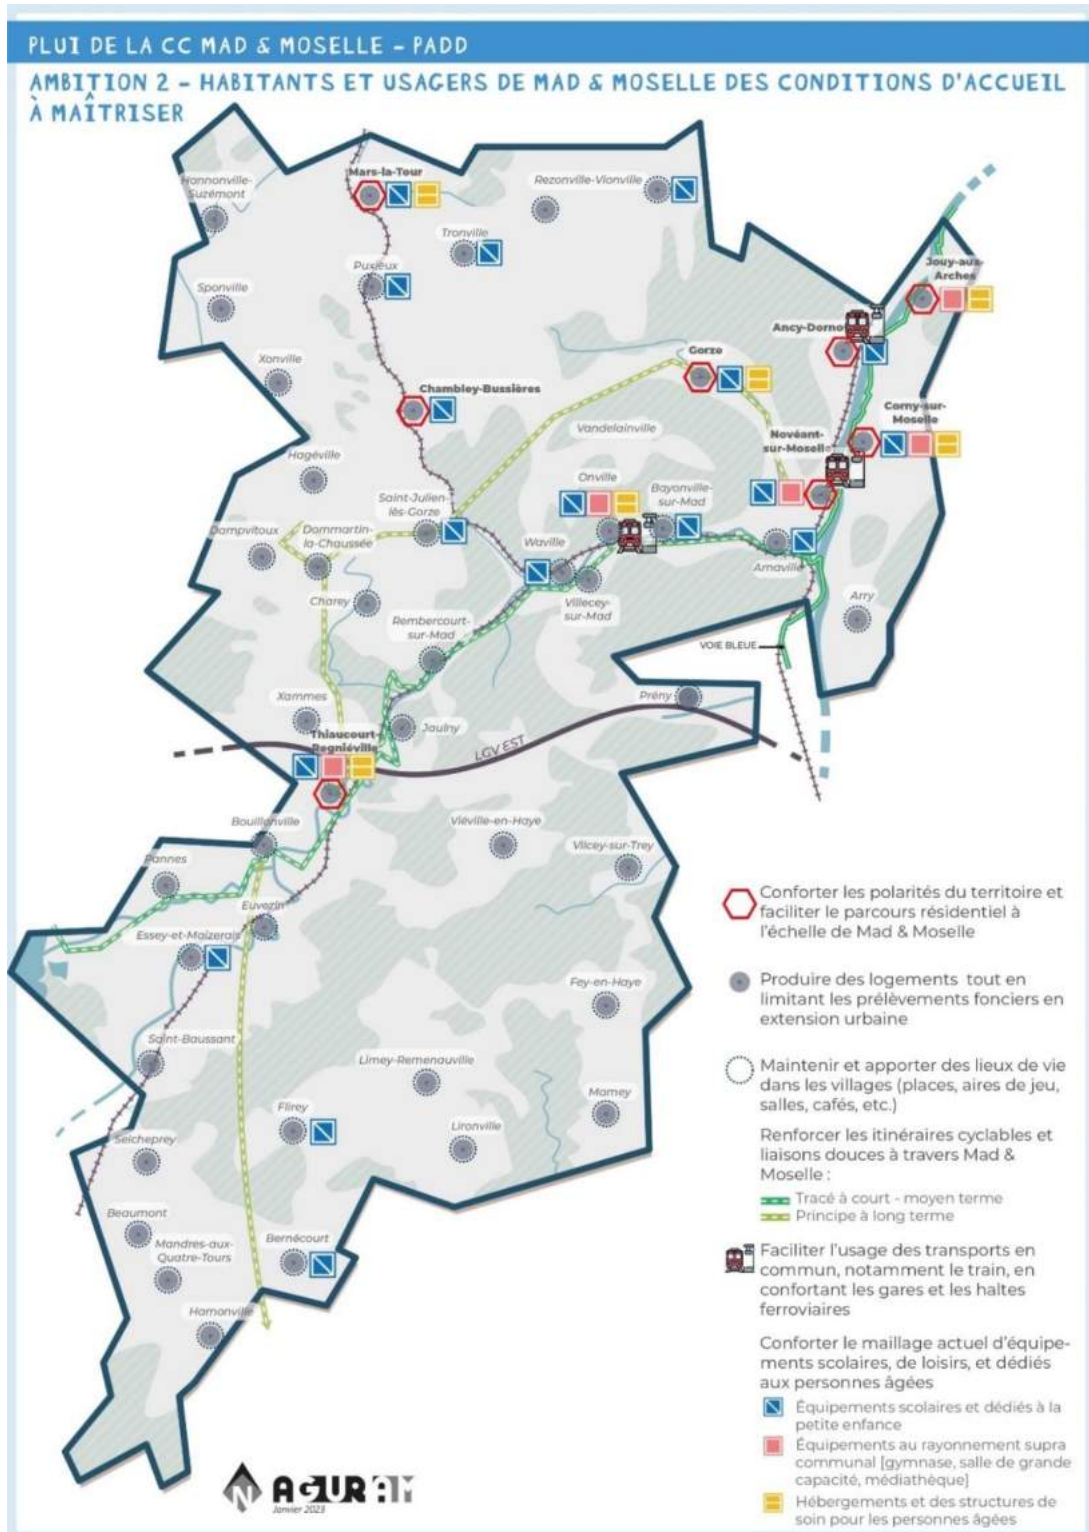 PLUI DE LA CC MAD & MOSELLE - PADD
AMBITION 2 - HABITANTS ET USAGERS DE MAD & MOSELLE DES CONDITIONS D'ACCUEIL
À MAÎTRISER
Mars-la-Tour
Honnonville-
Suzémont
Rezonville-Vionville
Tronville
Puxieux
Sponville
Jouy-aux-
Arches
Ancy-Dornot
Xonville
Gorze
Chambley-Bussières
Corny-sur-
Moselle
Vandelainville
Novéant-
sur-Moselle
Hagéville
Onville
Bayonville-
sur-Mad
Saint-Julien-
lès-Gorze
Dampvitoux
Dommartin-
la-Chaussée
Waville
Arnaville
Charey
Villecey-
sur-Mad
Arry
Rembercourt-
sur-Mad
VOIE BLEUE
Prény
Xammes
Jaulny
Thiaucourt-
Regniéville
LGV EST
Bouillonville
Viéville-en-Haye
Vilcey-sur-Trey
Pannes
Euvezin
Essey-et-Maizerais
Fey-en-Haye
Saint-Baussant
Limey-Remenauville
Mamey
Flirey
Lironville
Seicheprey
Beaumont
Mandres-aux-
Quatre-Tours
Bernécourt
Hamonville
Conforter les polarités du territoire et
faciliter le parcours résidentiel à
l'échelle de Mad & Moselle
Produire des logements tout en
limitant les prélèvements fonciers en
extension urbaine
Maintenir et apporter des lieux de vie
dans les villages (places, aires de jeu,
salles, cafés, etc.)
Renforcer les itinéraires cyclables et
liaisons douces à travers Mad &
Moselle :
Tracé à court - moyen terme
Principe à long terme
Faciliter l'usage des transports en
commun, notamment le train, en
confortant les gares et les haltes
ferroviaires
Conforter le maillage actuel d'équipe-
ments scolaires, de loisirs, et dédiés
aux personnes âgées
Équipements scolaires et dédiés à la
petite enfance
Équipements au rayonnement supra
communal [gymnase, salle de grande
capacité, médiathèque]
Hébergements et des structures de
soin pour les personnes âgées
N
AGURAM
Janvier 2023